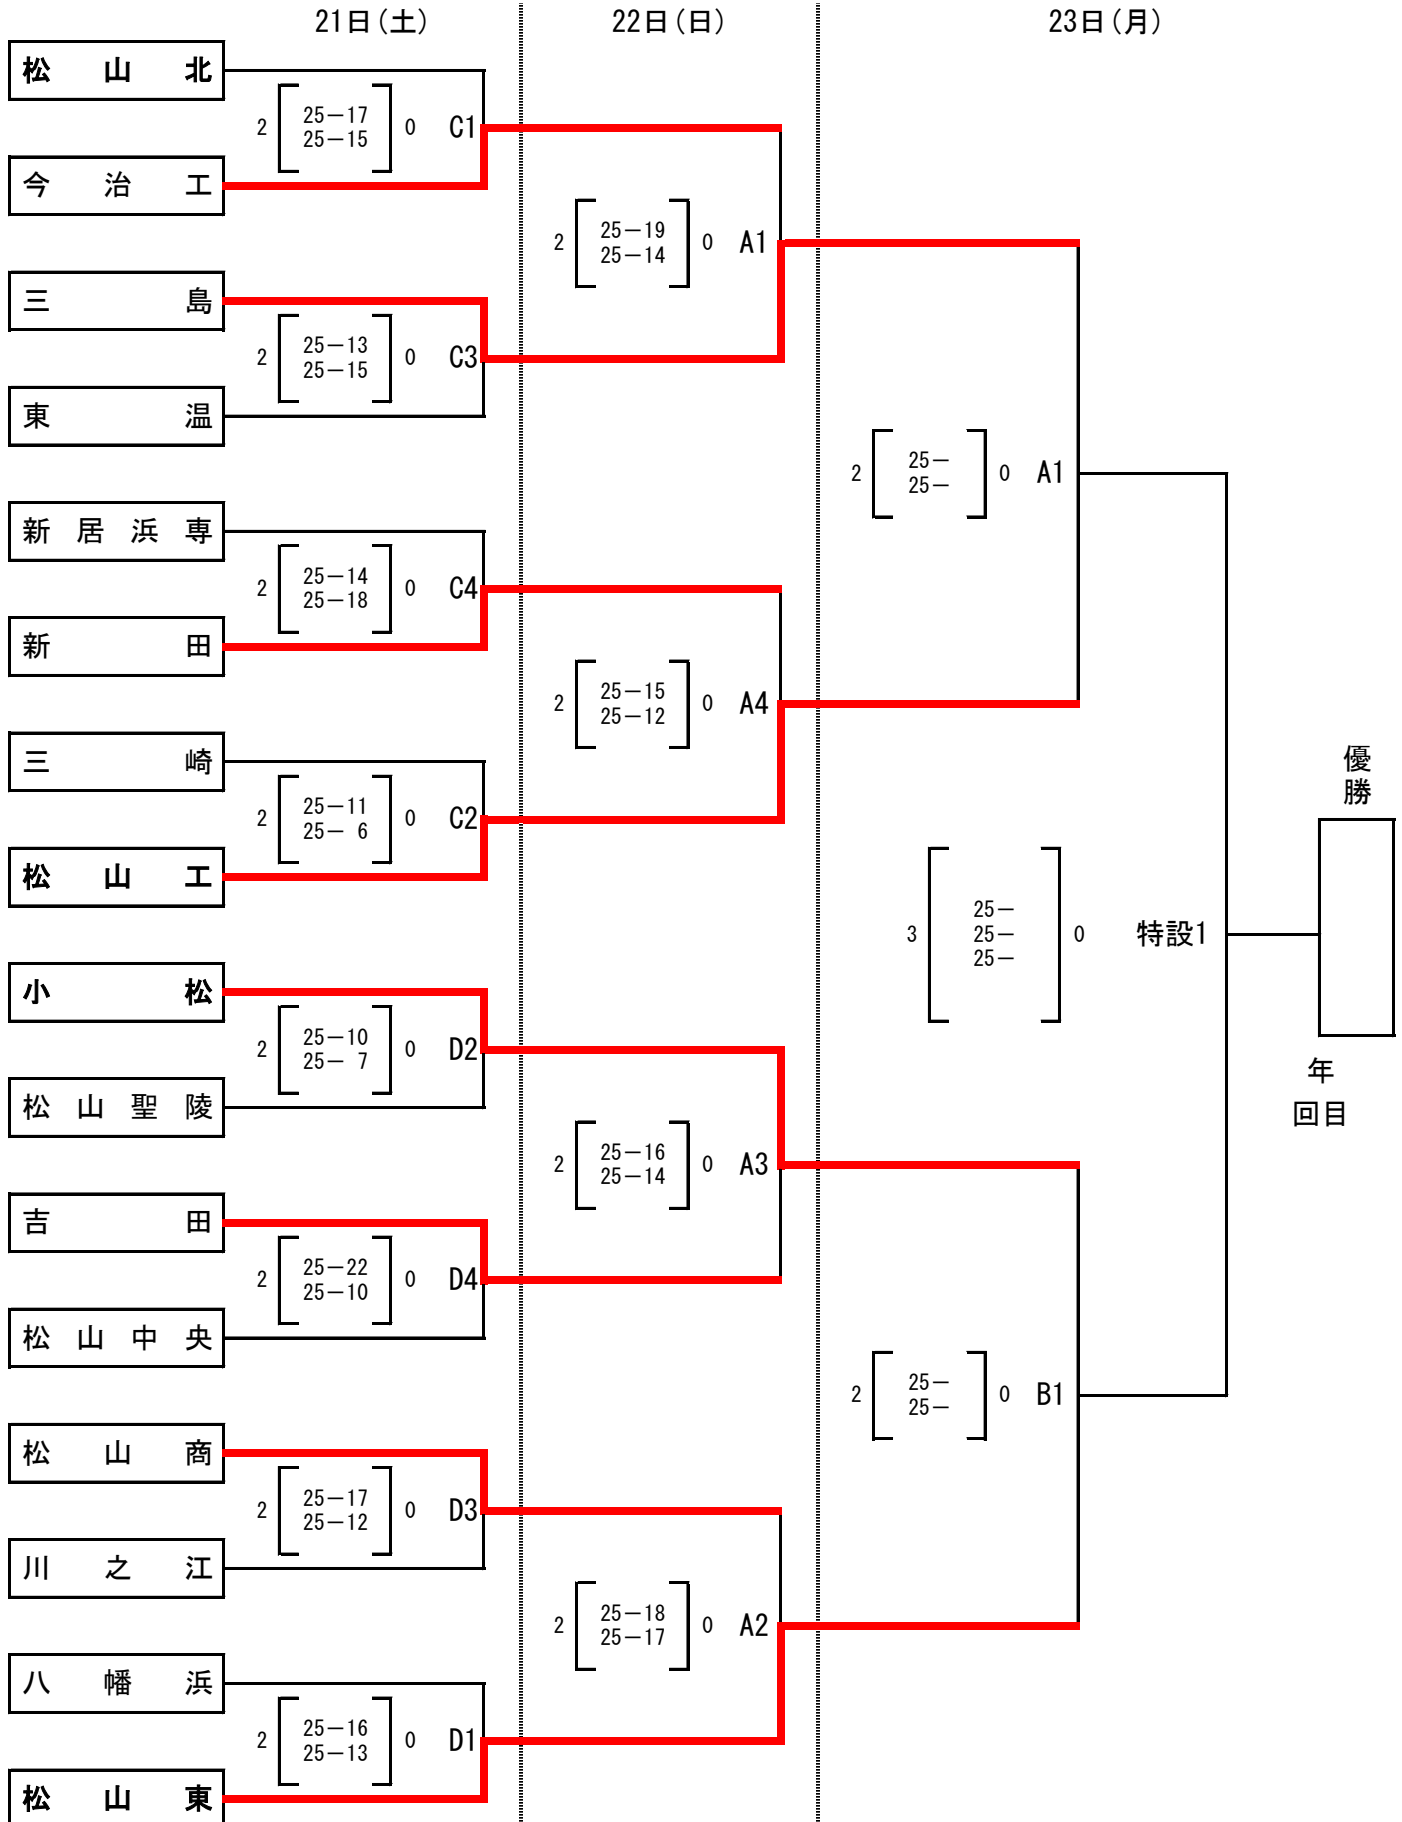 21日(土) 22日(日) 23日(月)
松山北
2 25－17 0 C1
25－15
今治工
2 25－19 0 A1
25－14
三島
2 25－13 0 C3
25－15
東温
2 25－ 0 A1
25－
新居浜専
2 25－14 0 C4
25－18
新田
2 25－15 0 A4
25－12
三崎
2 25－11 0 C2
25－ 6
松山工
優勝
3 25－ 0 特設1
25－
25－
小松
2 25－10 0 D2
25－ 7
松山聖陵
年
回目
2 25－16 0 A3
25－14
吉田
2 25－22 0 D4
25－10
松山中央
2 25－ 0 B1
25－
松山商
2 25－17 0 D3
25－12
川之江
2 25－18 0 A2
25－17
八幡浜
2 25－16 0 D1
25－13
松山東